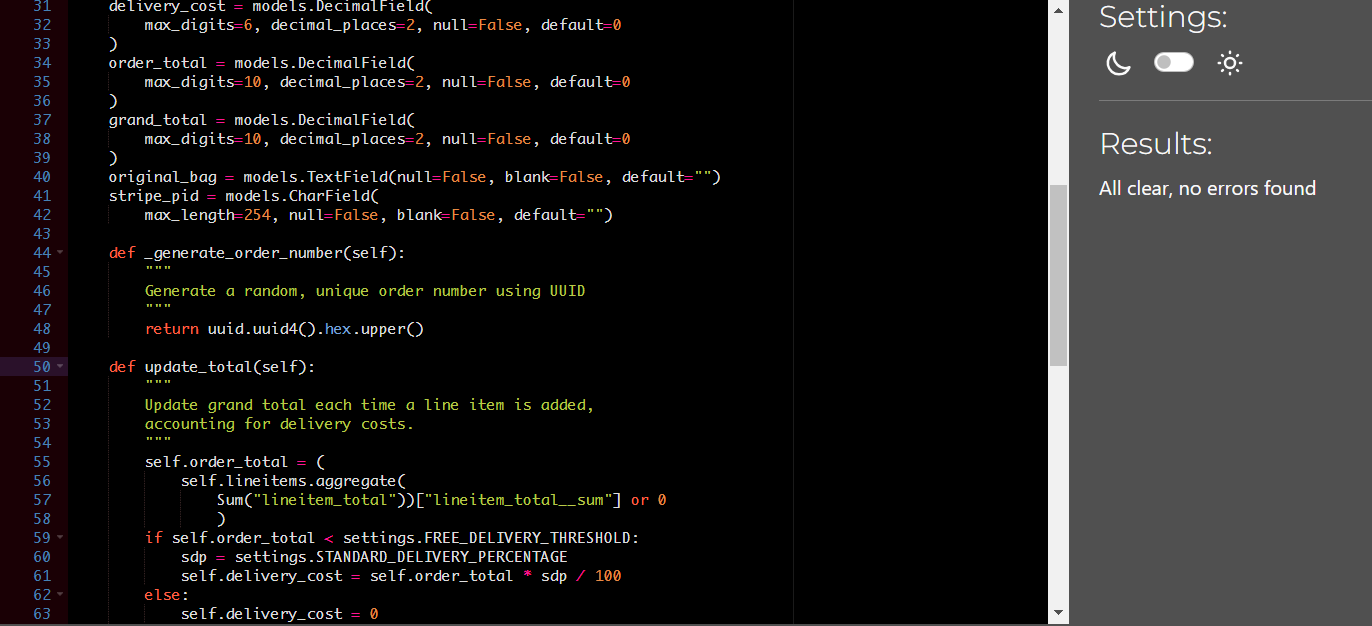 31 delivery_cost = models.DecimalField(
32 max_digits=6, decimal_places=2, null=False, default=0
33 )
34 order_total = models.DecimalField(
35 max_digits=10, decimal_places=2, null=False, default=0
36 )
37 grand_total = models.DecimalField(
38 max_digits=10, decimal_places=2, null=False, default=0
39 )
40 original_bag = models.TextField(null=False, blank=False, default="")
41 stripe_pid = models.CharField(
42 max_length=254, null=False, blank=False, default="")
43
44 def _generate_order_number(self):
45 """
46 Generate a random, unique order number using UUID
47 """
48 return uuid.uuid4().hex.upper()
49
50 def update_total(self):
51 """
52 Update grand total each time a line item is added,
53 accounting for delivery costs.
54 """
55 self.order_total = (
56 self.lineitems.aggregate(
57 Sum("lineitem_total"))["lineitem_total__sum"] or 0
58 )
59 if self.order_total < settings.FREE_DELIVERY_THRESHOLD:
60 sdp = settings.STANDARD_DELIVERY_PERCENTAGE
61 self.delivery_cost = self.order_total * sdp / 100
62 else:
63 self.delivery_cost = 0
Settings:
Results:
All clear, no errors found